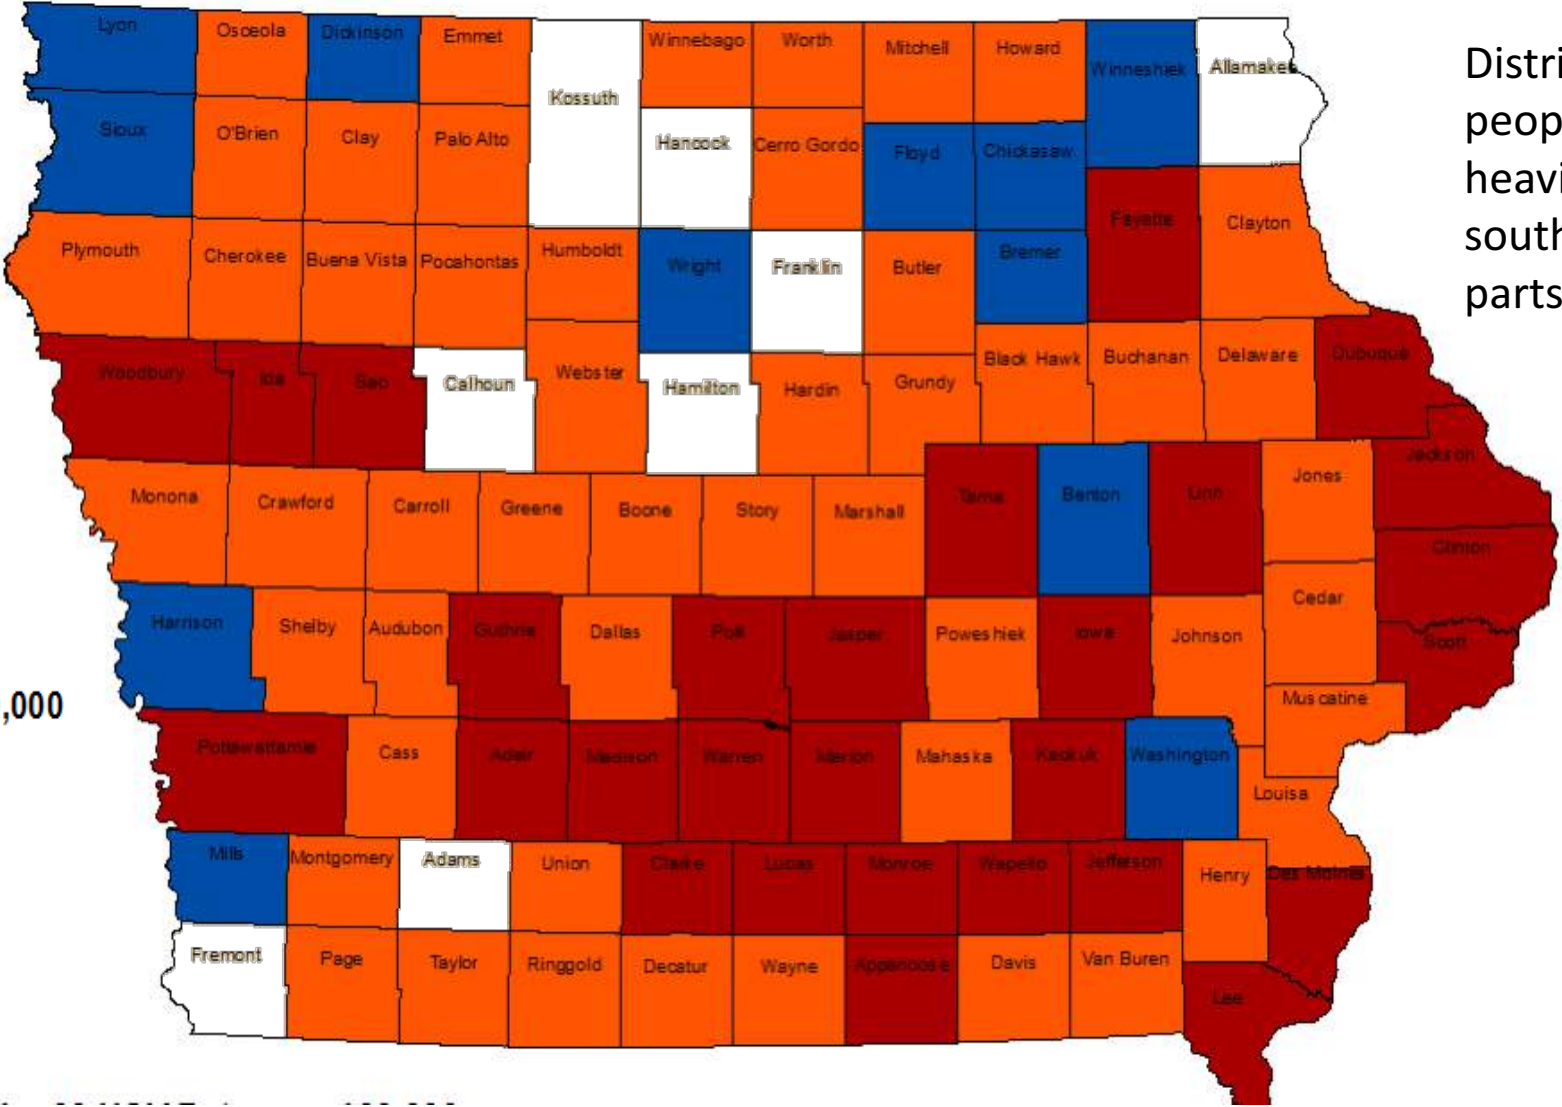 Lyon
Osceola
Dickinson
Emmet
Kossuth
Winnebago
Worth
Mitchell
Howard
Winneshiek
Allamakee
Sioux
O'Brien
Clay
Palo Alto
Hancock
Cerro Gordo
Floyd
Chickasaw
Fayette
Clayton
Plymouth
Cherokee
Buena Vista
Pocahontas
Humboldt
Wright
Franklin
Butler
Bremer
Woodbury
Ida
Sac
Calhoun
Webster
Hamilton
Hardin
Grundy
Black Hawk
Buchanan
Delaware
Dubuque
Monona
Crawford
Carroll
Greene
Boone
Story
Marshall
Tama
Benton
Linn
Jones
Jackson
Clinton
Harrison
Shelby
Audubon
Guthrie
Dallas
Polk
Jasper
Poweshiek
Iowa
Johnson
Cedar
Scott
Muscatine
Pottawattamie
Cass
Adair
Madison
Warren
Marion
Mahaska
Keokuk
Washington
Louisa
Mills
Montgomery
Adams
Union
Clarke
Lucas
Monroe
Wapello
Jefferson
Henry
Des Moines
Fremont
Page
Taylor
Ringgold
Decatur
Wayne
Appanoose
Davis
Van Buren
Lee
,000
Distri
peop
heavi
south
parts